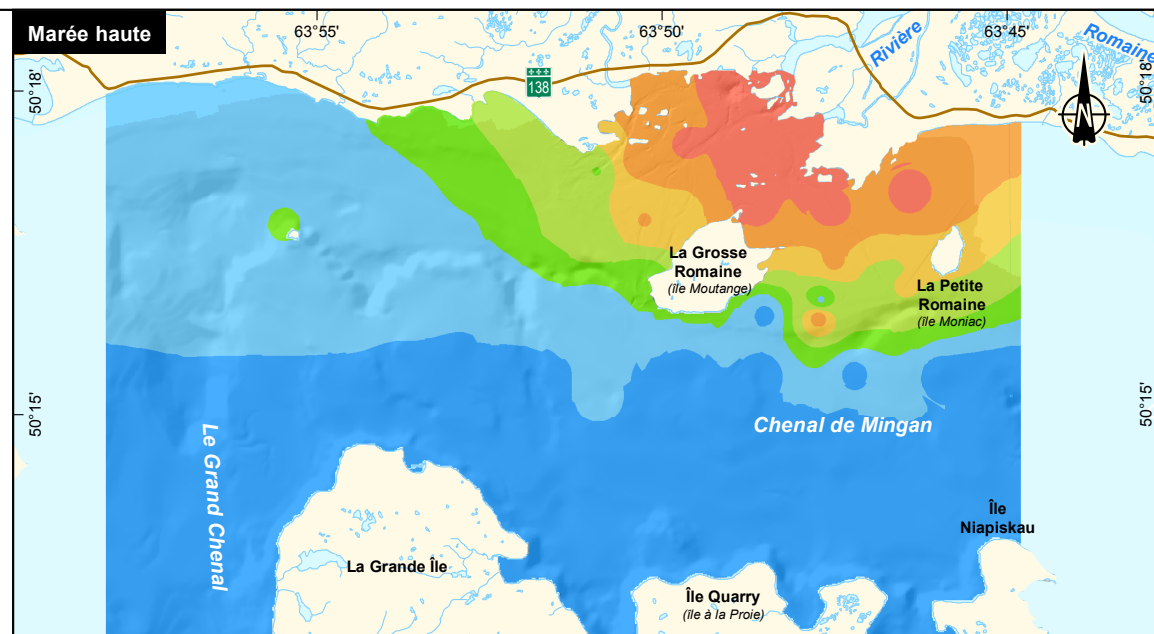 Marée haute
63°55'
63°50'
63°45'
Rivière
Romaine
50°18'
50°18'
138
La Grosse
Romaine
(île Moutange)
La Petite
Romaine
(île Moniac)
50°15'
50°15'
Chenal de Mingan
Le Grand Chenal
Île
Niapiskau
La Grande Île
Île Quarry
(île à la Proie)
N